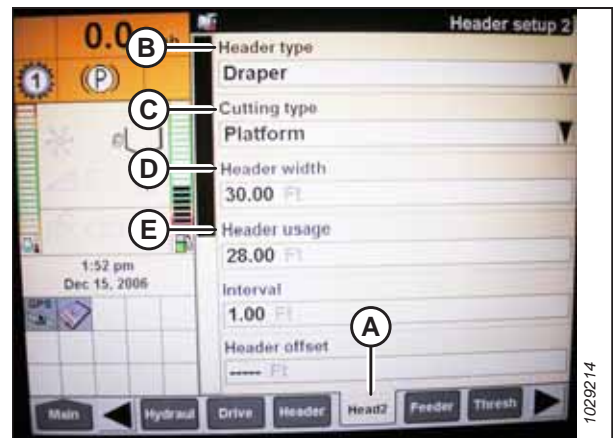 0.0
Header setup 2
B
Header type
Draper
1
(P)
C
Cutting type
Platform
D
Header width
30.00 Ft
E
Header usage
28.00 Ft
1:52 pm
Dec 15, 2006
Interval
1.00 Ft
GPS
A
Header offset
----- Ft
Main
Hydraul
Drive
Header
Head2
Feeder
Thresh
1029214